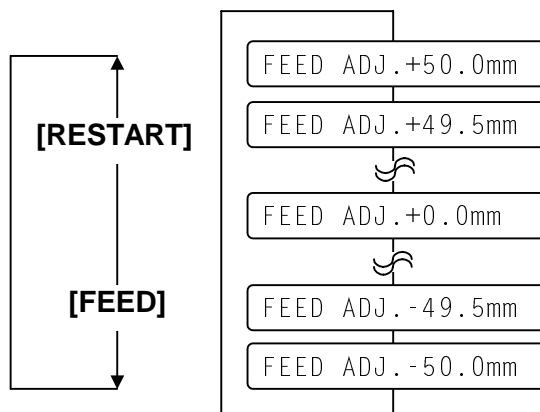 FEED ADJ.+50.0mm
FEED ADJ.+49.5mm
[RESTART]
FEED ADJ.+0.0mm
[FEED]
FEED ADJ.-49.5mm
FEED ADJ.-50.0mm